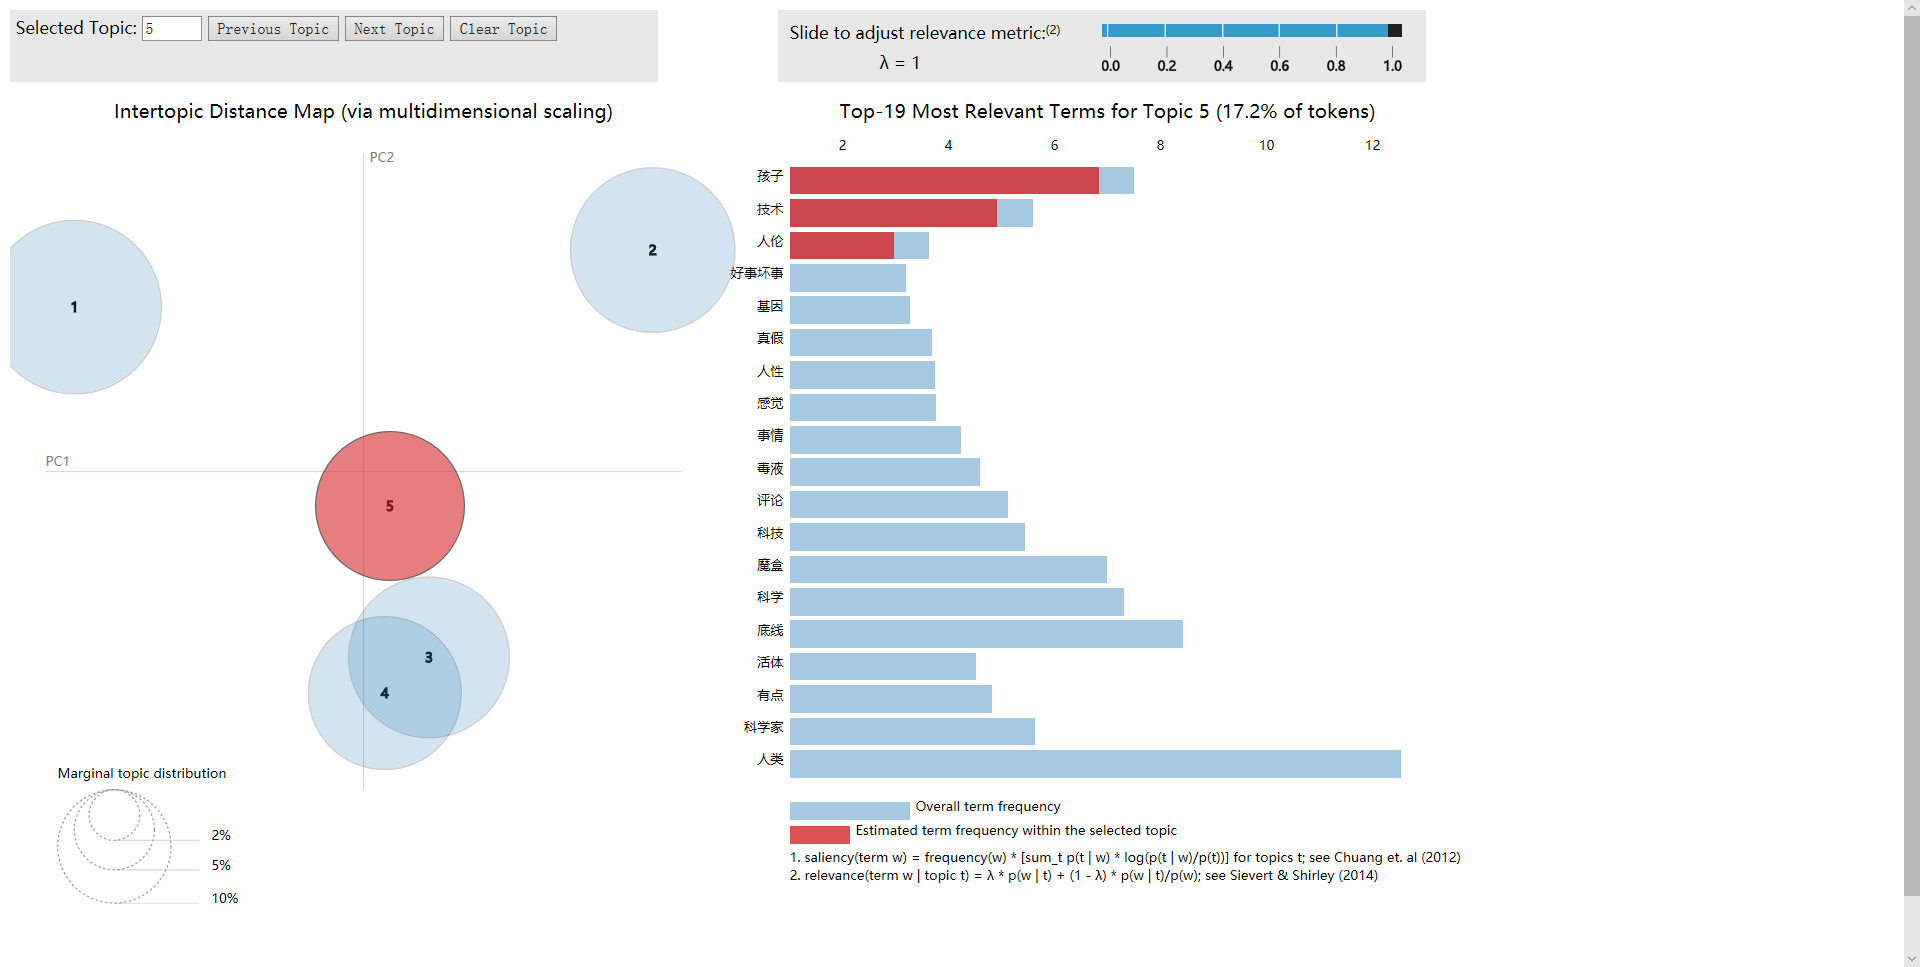 Selected Topic: 5 Previous Topic Next Topic Clear Topic
Slide to adjust relevance metric:(2)
λ = 1
0.0 0.2 0.4 0.6 0.8 1.0
Intertopic Distance Map (via multidimensional scaling)
PC2
PC1
1
2
5
3
4
Marginal topic distribution
2%
5%
10%
Top-19 Most Relevant Terms for Topic 5 (17.2% of tokens)
2 4 6 8 10 12
孩子
技术
人伦
好事坏事
基因
真假
人性
感觉
事情
毒液
评论
科技
魔盒
科学
底线
活体
有点
科学家
人类
Overall term frequency
Estimated term frequency within the selected topic
1. saliency(term w) = frequency(w) * [sum_t p(t | w) * log(p(t | w)/p(t))] for topics t; see Chuang et. al (2012)
2. relevance(term w | topic t) = λ * p(w | t) + (1 - λ) * p(w | t)/p(w); see Sievert & Shirley (2014)